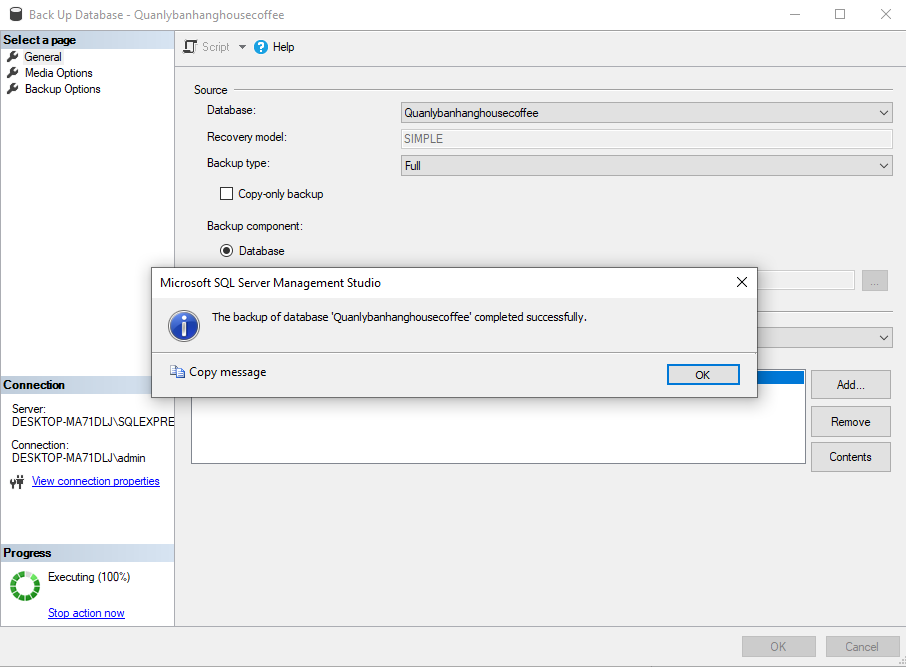 Back Up Database - Quanlybanhanghousecoffee
Select a page
General
Media Options
Backup Options
Script
Help
Source
Database:
Quanlybanhanghousecoffee
Recovery model:
SIMPLE
Backup type:
Full
Copy-only backup
Backup component:
Database
...
Microsoft SQL Server Management Studio
The backup of database 'Quanlybanhanghousecoffee' completed successfully.
Copy message
OK
Add...
Remove
Contents
Connection
Server:
DESKTOP-MA71DLJ\SQLEXPRE
Connection:
DESKTOP-MA71DLJ\admin
View connection properties
Progress
Executing (100%)
Stop action now
OK
Cancel